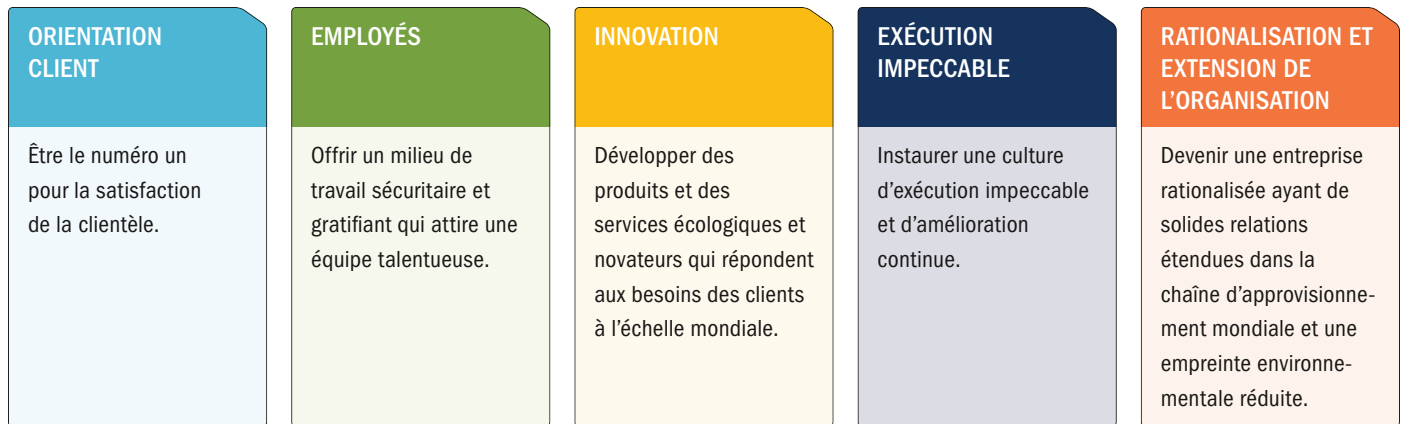 ORIENTATION
CLIENT
Être le numéro un
pour la satisfaction
de la clientèle.
EMPLOYÉS
Offrir un milieu de
travail sécuritaire et
gratifiant qui attire une
équipe talentueuse.
INNOVATION
Développer des
produits et des
services écologiques et
novateurs qui répondent
aux besoins des clients
à l’échelle mondiale.
EXÉCUTION
IMPECCABLE
Instaurer une culture
d’exécution impeccable
et d’amélioration
continue.
RATIONALISATION ET
EXTENSION DE
L’ORGANISATION
Devenir une entreprise
rationalisée ayant de
solides relations
étendues dans la
chaîne d’approvisionne-
ment mondiale et une
empreinte environne-
mentale réduite.